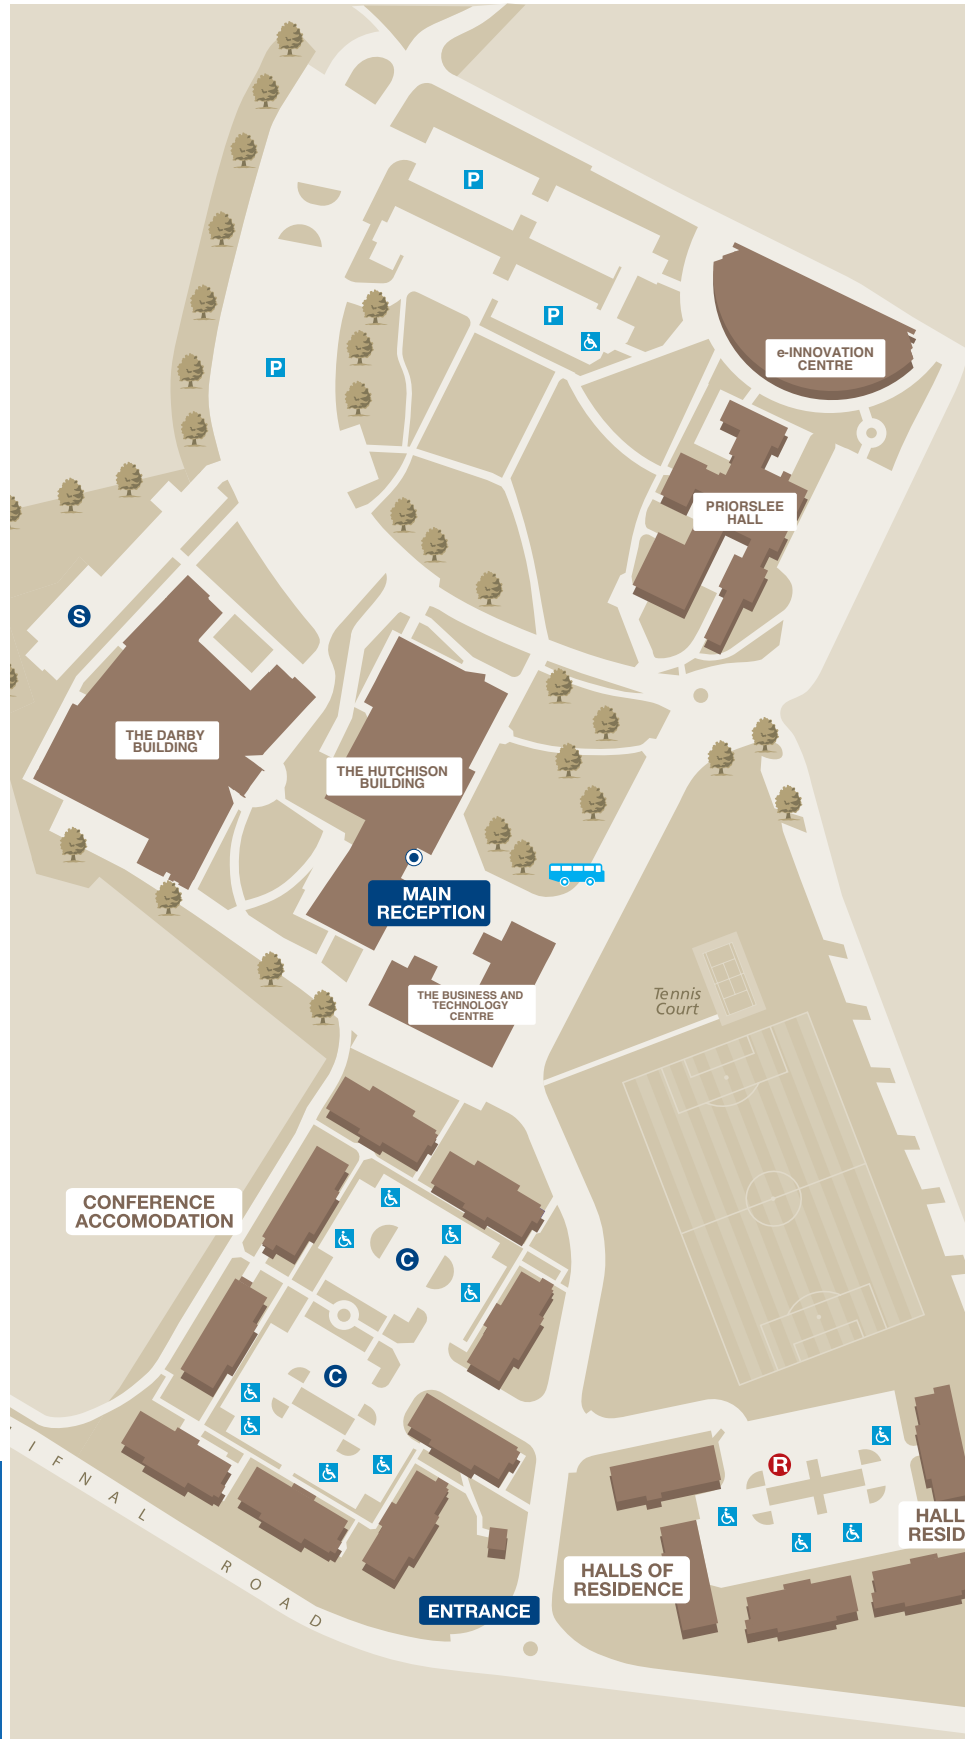 P
P
P
e-INNOVATION
CENTRE
PRIORSLEE
HALL
S
THE DARBY
BUILDING
THE HUTCHISON
BUILDING
MAIN
RECEPTION
THE BUSINESS AND
TECHNOLOGY
CENTRE
Tennis
Court
CONFERENCE
ACCOMODATION
C
C
R
HALL
RESID
HALLS OF
RESIDENCE
ENTRANCE
IFNAL ROAD